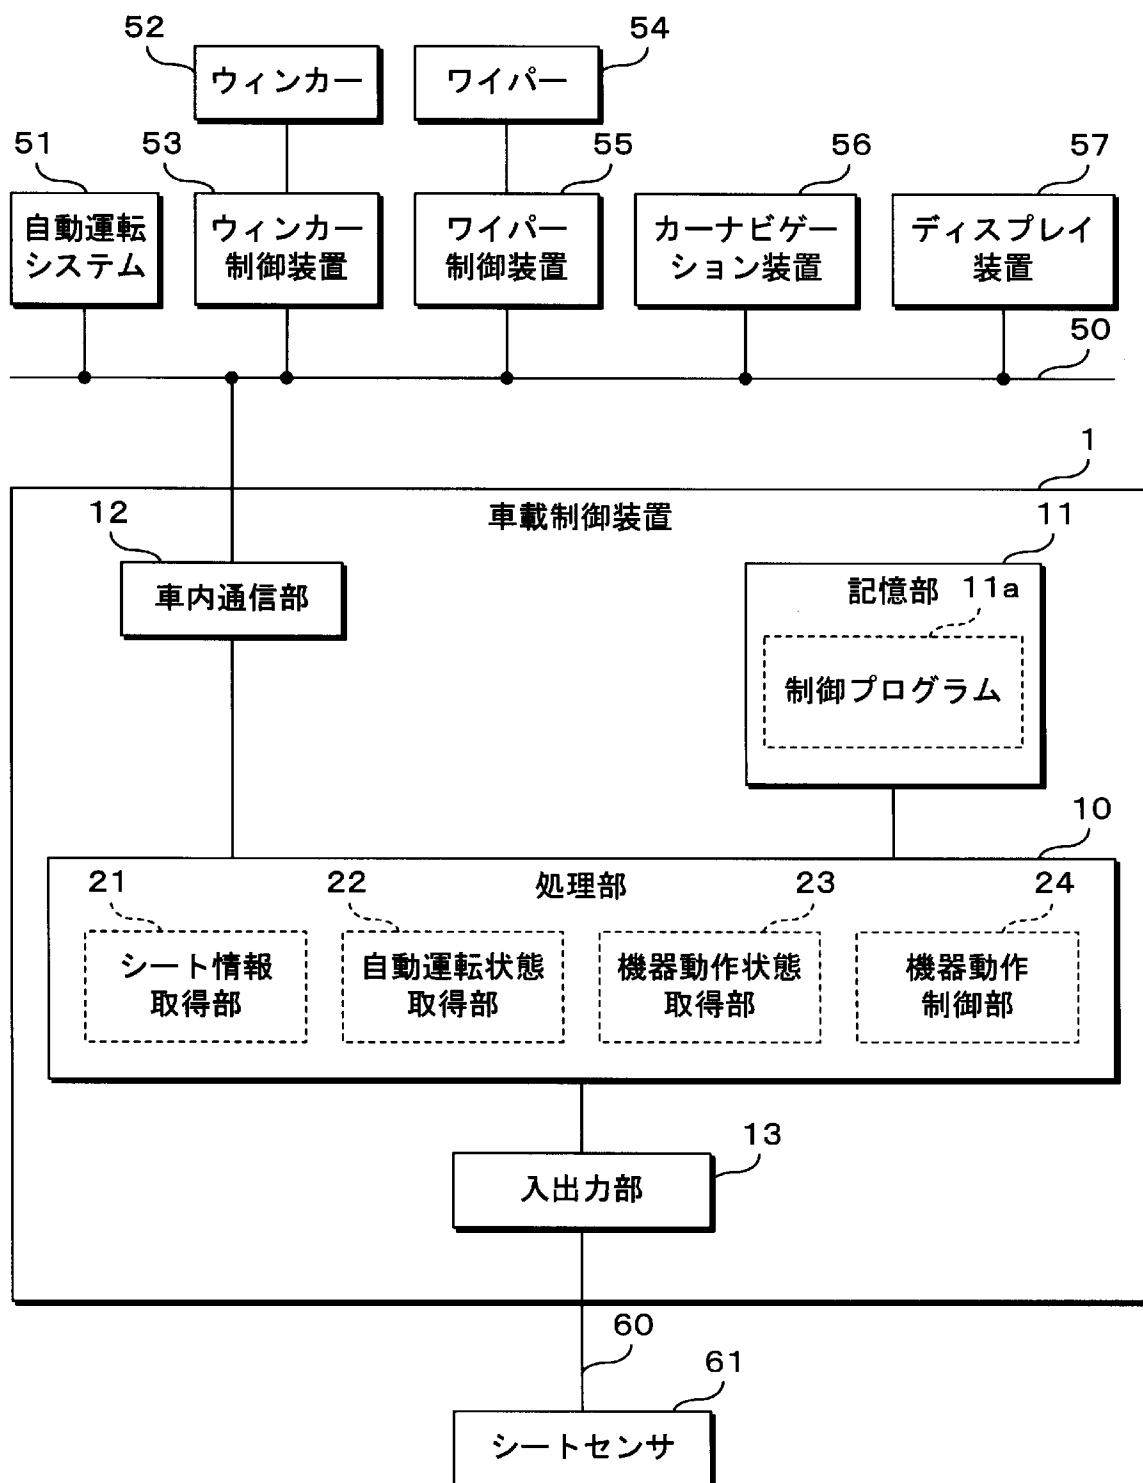 52
54
ウィンカー
ワイパー
51
53
55
56
57
自動運転
システム
ウィンカー
制御装置
ワイパー
制御装置
カーナビゲー
ション装置
ディスプレイ
装置
50
1
車載制御装置
12
車内通信部
11
記憶部
11a
制御プログラム
10
処理部
21
22
23
24
シート情報
取得部
自動運転状態
取得部
機器動作状態
取得部
機器動作
制御部
13
入出力部
60
61
シートセンサ